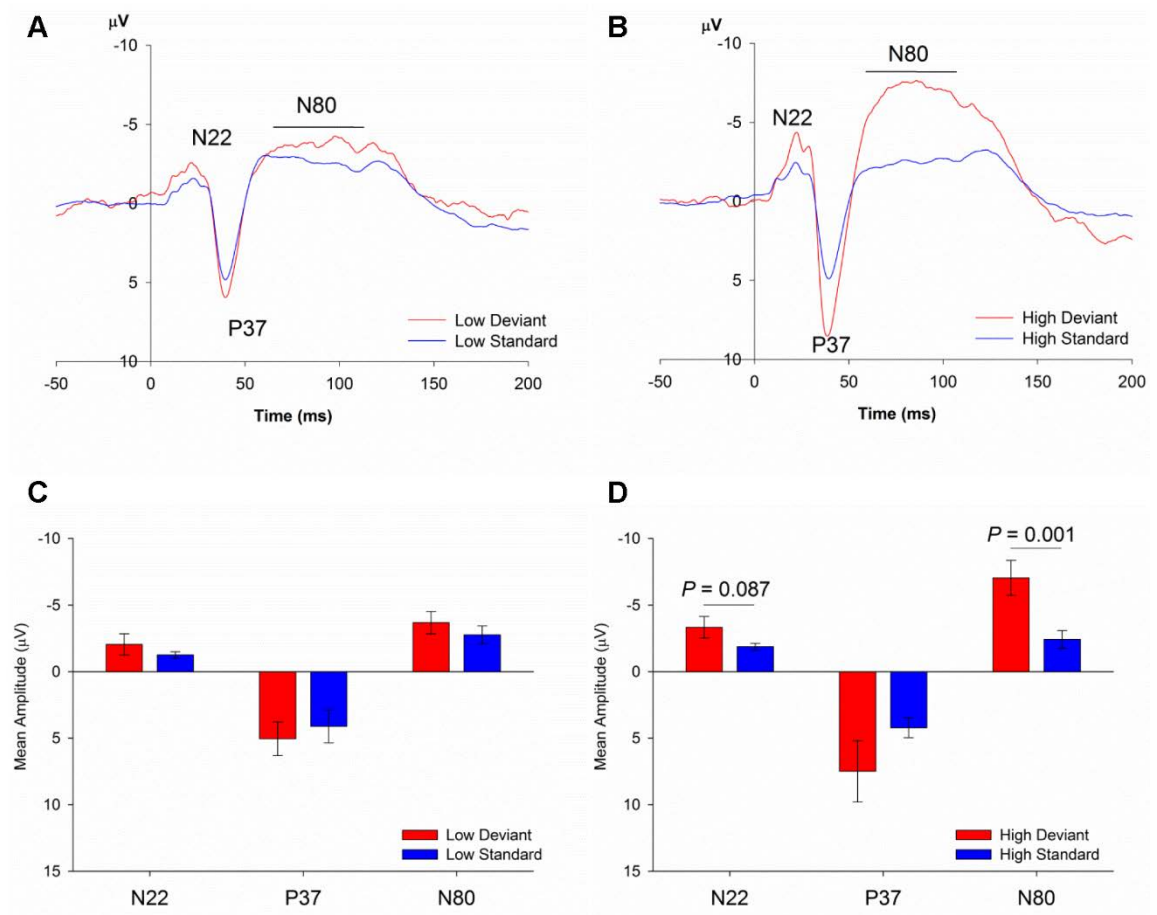 A
μV
-10
-5
0
5
10
N22
N80
P37
Low Deviant
Low Standard
-50 0 50 100 150 200
Time (ms)
B
μV
-10
-5
0
5
10
N22
N80
P37
High Deviant
High Standard
-50 0 50 100 150 200
Time (ms)
C
Mean Amplitude (μV)
-10
-5
0
5
10
15
Low Deviant
Low Standard
N22 P37 N80
D
Mean Amplitude (μV)
-10
-5
0
5
10
15
P = 0.087
P = 0.001
High Deviant
High Standard
N22 P37 N80